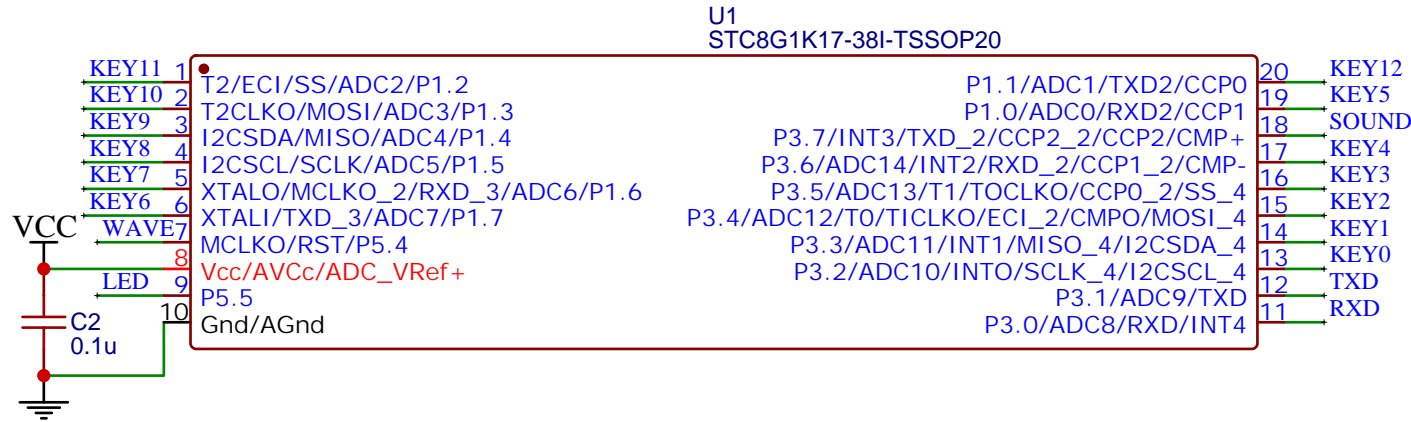 U1
STC8G1K17-38I-TSSOP20
KEY11 1 T2/ECI/SS/ADC2/P1.2 P1.1/ADC1/TXD2/CCP0 20 KEY12
KEY10 2 T2CLKO/MOSI/ADC3/P1.3 P1.0/ADC0/RXD2/CCP1 19 KEY5
KEY9 3 I2CSDA/MISO/ADC4/P1.4 P3.7/INT3/TXD_2/CCP2_2/CCP2/CMP+ 18 SOUND
KEY8 4 I2CSCL/SCLK/ADC5/P1.5 P3.6/ADC14/INT2/RXD_2/CCP1_2/CMP- 17 KEY4
KEY7 5 XTALO/MCLKO_2/RXD_3/ADC6/P1.6 P3.5/ADC13/T1/TOCLKO/CCP0_2/SS_4 16 KEY3
KEY6 6 XTALI/TXD_3/ADC7/P1.7 P3.4/ADC12/T0/TICLKO/ECI_2/CMPO/MOSI_4 15 KEY2
VCC WAVE 7 MCLKO/RST/P5.4 P3.3/ADC11/INT1/MISO_4/I2CSDA_4 14 KEY1
8 Vcc/AVCc/ADC_VRef+ P3.2/ADC10/INTO/SCLK_4/I2CSCL_4 13 KEY0
LED 9 P5.5 P3.1/ADC9/TXD 12 TXD
10 Gnd/AGnd P3.0/ADC8/RXD/INT4 11 RXD
C2
0.1u